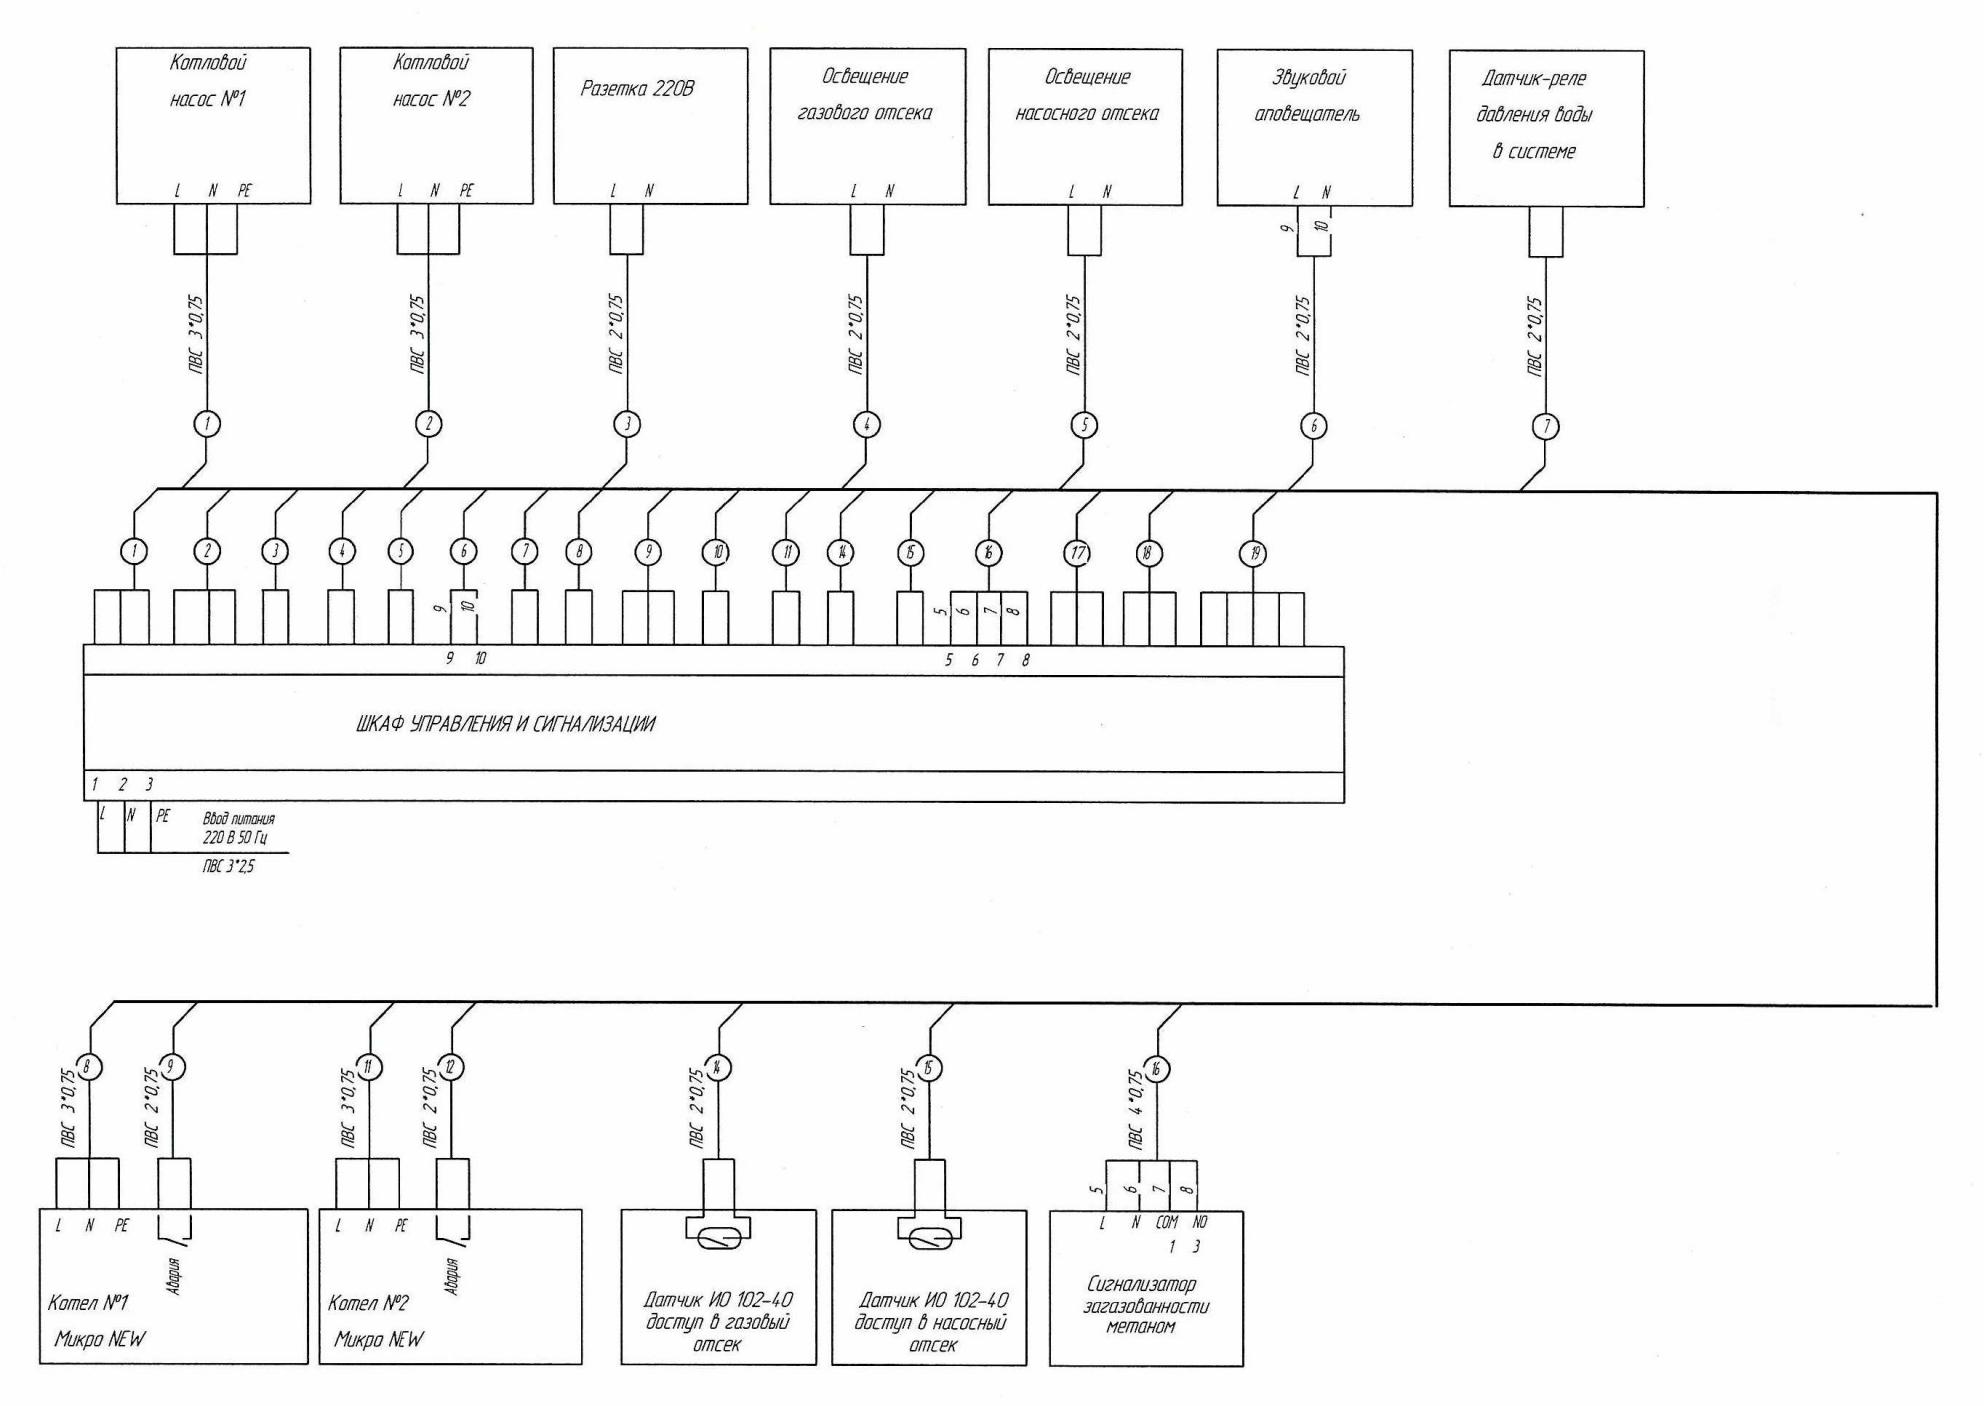 Котловой
насос №1
L N PE
Котловой
насос №2
L N PE
Разетка 220В
L N
Освещение
газового отсека
L N
Освещение
насосного отсека
L N
Звуковой
аповещатель
L N
9 10
Датчик-реле
давления воды
в системе
ПВС 3*0,75
ПВС 3*0,75
ПВС 2*0,75
ПВС 2*0,75
ПВС 2*0,75
ПВС 2*0,75
ПВС 2*0,75
1 2 3 4 5 6 7
1 2 3 4 5 6 7 8 9 10 11 14 15 16 17 18 19
9 10 5 6 7 8
9 10 5 6 7 8
ШКАФ УПРАВЛЕНИЯ И СИГНАЛИЗАЦИИ
1 2 3
L N PE
Ввод питания
220 В 50 Гц
ПВС 3*2,5
8 9 11 12 14 15 16
ПВС 3*0,75
ПВС 2*0,75
ПВС 3*0,75
ПВС 2*0,75
ПВС 2*0,75
ПВС 2*0,75
ПВС 4*0,75
L N PE
Авария
Котел №1
Микро NEW
L N PE
Авария
Котел №2
Микро NEW
Датчик ИО 102-40
доступ в газовый
отсек
Датчик ИО 102-40
доступ в насосный
отсек
5 6 7 8
L N COM NO
1 3
Сигнализатор
загазованности
метаном